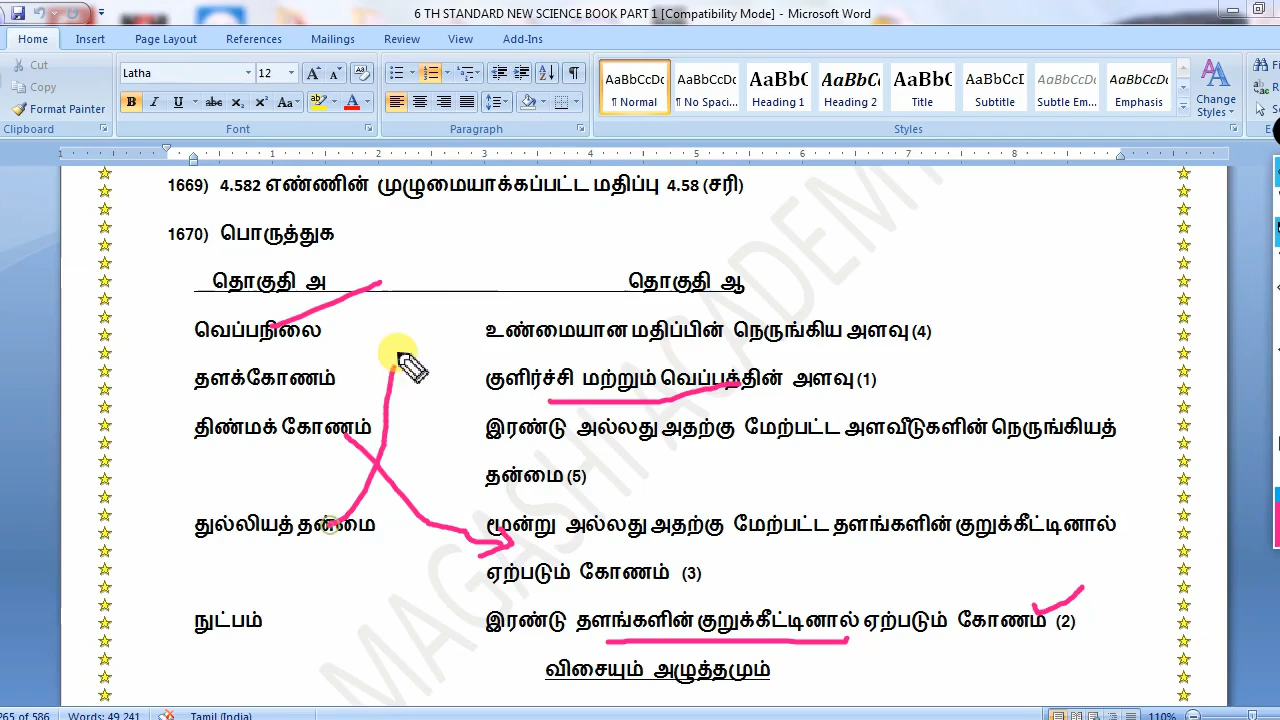 6 TH STANDARD NEW SCIENCE BOOK PART 1 [Compatibility Mode] - Microsoft Word
Home Insert Page Layout References Mailings Review View Add-Ins
Cut
Copy
Format Painter
Clipboard
Latha 12
Font
Paragraph
AaBbCcDc AaBbCcDc AaBbC AaBbCc AaBbC AaBbCcI AaBbCcDc AaBbCcDc
¶ Normal ¶ No Spaci... Heading 1 Heading 2 Title Subtitle Subtle Em... Emphasis
Change Styles
Styles
1669) 4.582 எண்ணின் முழுமையாக்கப்பட்ட மதிப்பு 4.58 (சரி)
1670) பொருத்துக
தொகுதி அ தொகுதி ஆ
வெப்பநிலை உண்மையான மதிப்பின் நெருங்கிய அளவு (4)
தளக்கோணம் குளிர்ச்சி மற்றும் வெப்பத்தின் அளவு (1)
திண்மக் கோணம் இரண்டு அல்லது அதற்கு மேற்பட்ட அளவீடுகளின் நெருங்கியத்
தன்மை (5)
துல்லியத் தன்மை மூன்று அல்லது அதற்கு மேற்பட்ட தளங்களின் குறுக்கீட்டினால்
ஏற்படும் கோணம் (3)
நுட்பம் இரண்டு தளங்களின் குறுக்கீட்டினால் ஏற்படும் கோணம் (2)
விசையும் அழுத்தமும்
MAGASHI ACADEMY
265 of 586 Words: 49,241 Tamil (India) 110%